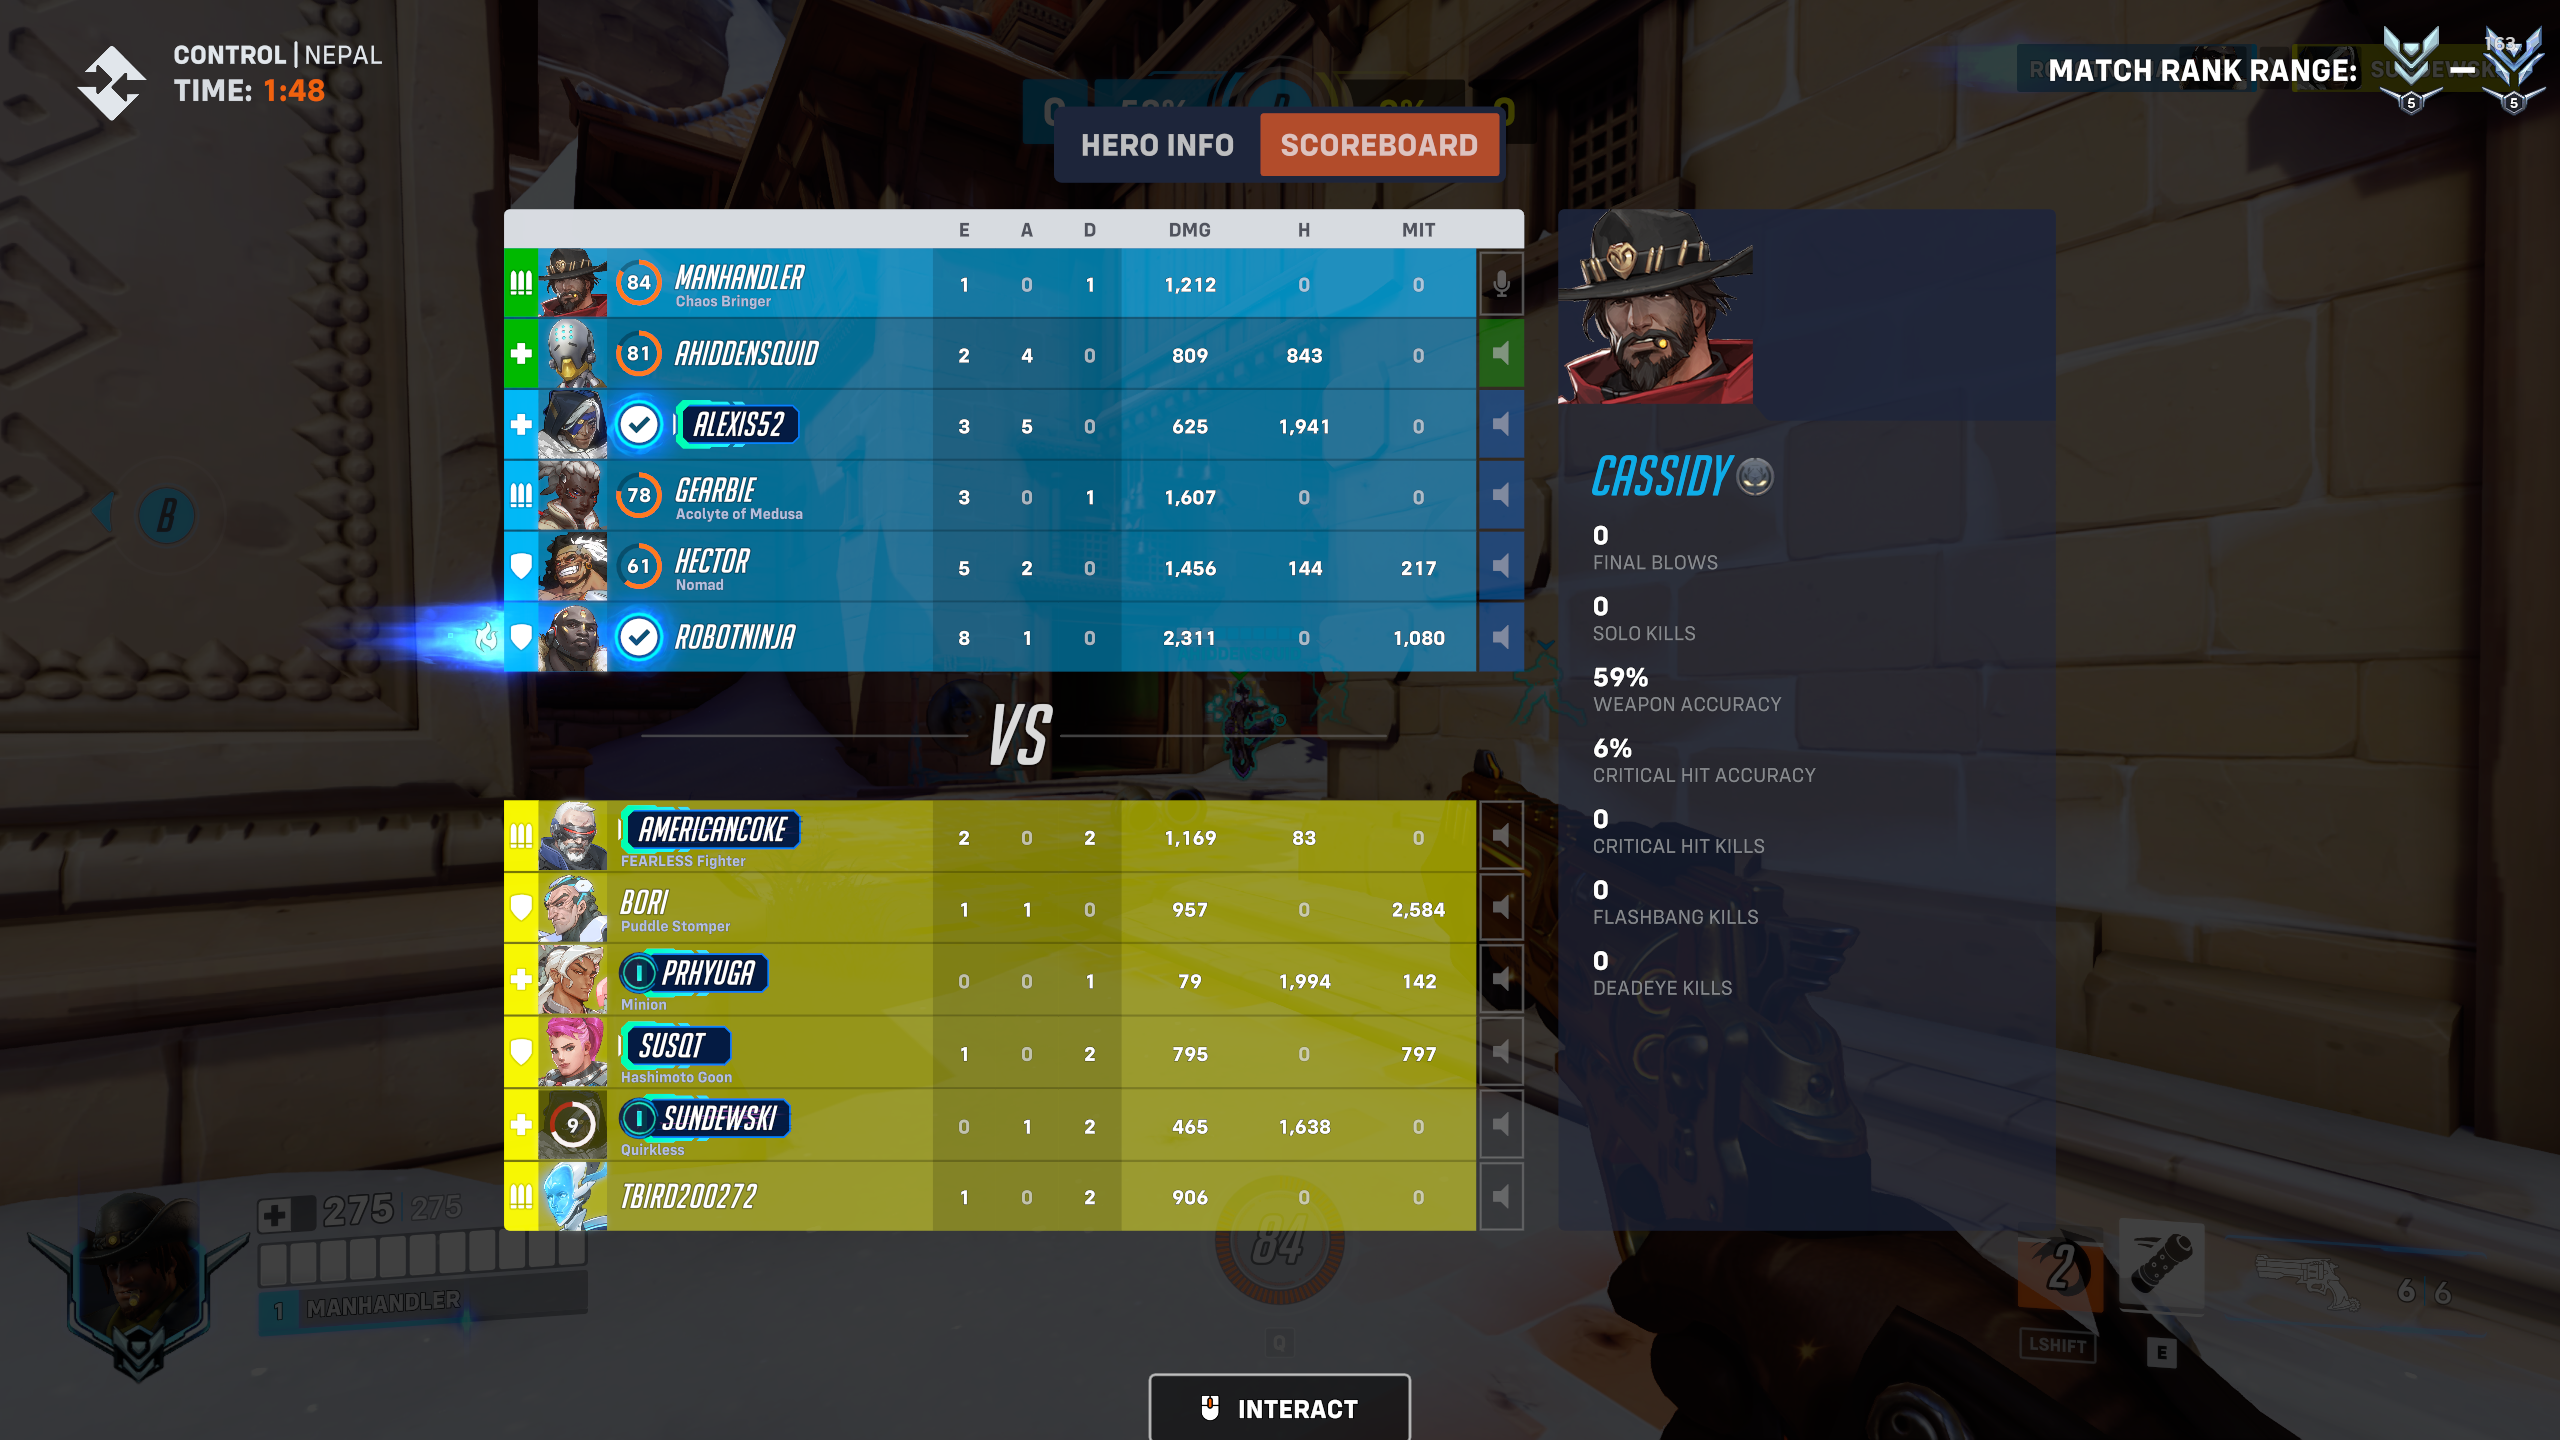 CONTROL | NEPAL
TIME: 1:48
MATCH RANK RANGE: 5 – 5
163
HERO INFO SCOREBOARD
E A D DMG H MIT
84 MANHANDLER 1 0 1 1,212 0 0
Chaos Bringer
81 AHIDDENSQUID 2 4 0 809 843 0
ALEXIS52 3 5 0 625 1,941 0
78 GEARBIE 3 0 1 1,607 0 0
Acolyte of Medusa
61 HECTOR 5 2 0 1,456 144 217
Nomad
ROBOTNINJA 8 1 0 2,311 0 1,080
VS
AMERICANCOKE 2 0 2 1,169 83 0
FEARLESS Fighter
BORI 1 1 0 957 0 2,584
Puddle Stomper
PRHYUGA 0 0 1 79 1,994 142
Minion
SUSQT 1 0 2 795 0 797
Hashimoto Goon
9 SUNDEWSKI 0 1 2 465 1,638 0
Quirkless
TBIRD200272 1 0 2 906 0 0
CASSIDY
0
FINAL BLOWS
0
SOLO KILLS
59%
WEAPON ACCURACY
6%
CRITICAL HIT ACCURACY
0
CRITICAL HIT KILLS
0
FLASHBANG KILLS
0
DEADEYE KILLS
B
275 | 275
1 MANHANDLER
84
Q
2
LSHIFT
E
6 | 6
INTERACT